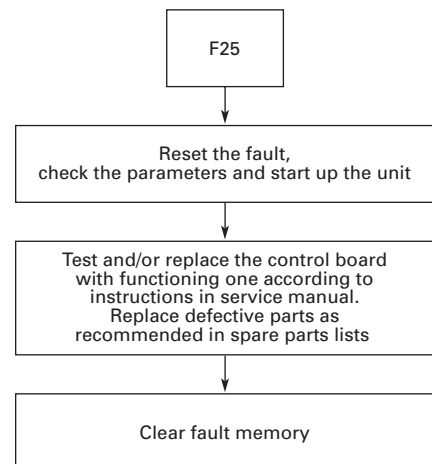 F25
Reset the fault,
check the parameters and start up the unit
Test and/or replace the control board
with functioning one according to
instructions in service manual.
Replace defective parts as
recommended in spare parts lists
Clear fault memory